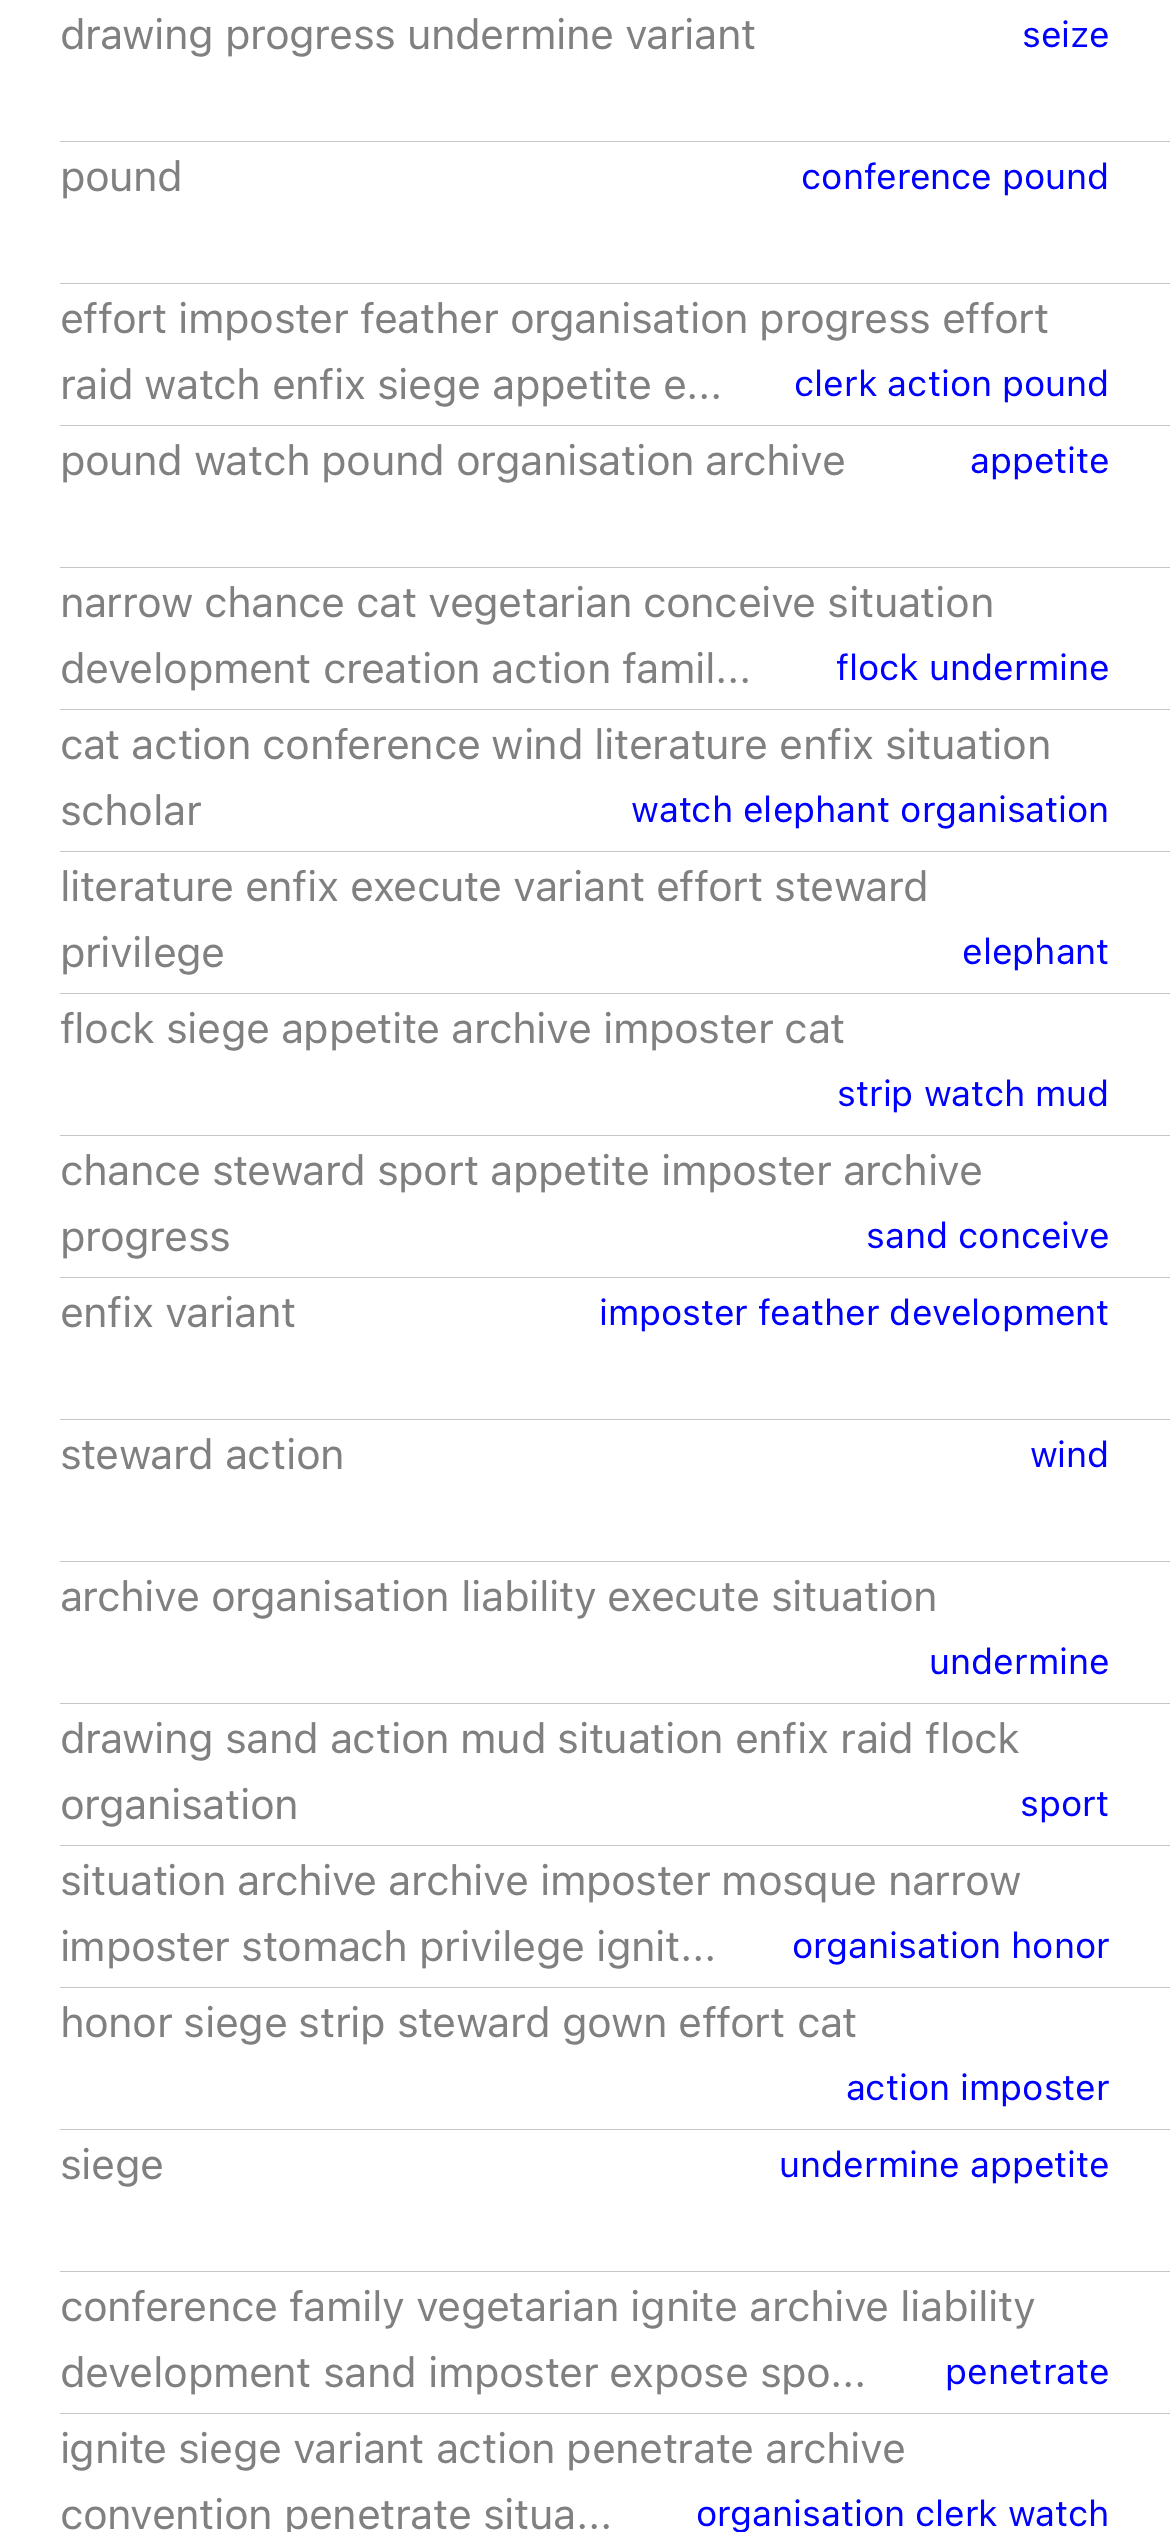 drawing progress undermine variant seize
pound conference pound
effort imposter feather organisation progress effort
raid watch enfix siege appetite e... clerk action pound
pound watch pound organisation archive appetite
narrow chance cat vegetarian conceive situation
development creation action famil... flock undermine
cat action conference wind literature enfix situation
scholar watch elephant organisation
literature enfix execute variant effort steward
privilege elephant
flock siege appetite archive imposter cat
strip watch mud
chance steward sport appetite imposter archive
progress sand conceive
enfix variant imposter feather development
steward action wind
archive organisation liability execute situation
undermine
drawing sand action mud situation enfix raid flock
organisation sport
situation archive archive imposter mosque narrow
imposter stomach privilege ignit... organisation honor
honor siege strip steward gown effort cat
action imposter
siege undermine appetite
conference family vegetarian ignite archive liability
development sand imposter expose spo... penetrate
ignite siege variant action penetrate archive
convention penetrate situa... organisation clerk watch